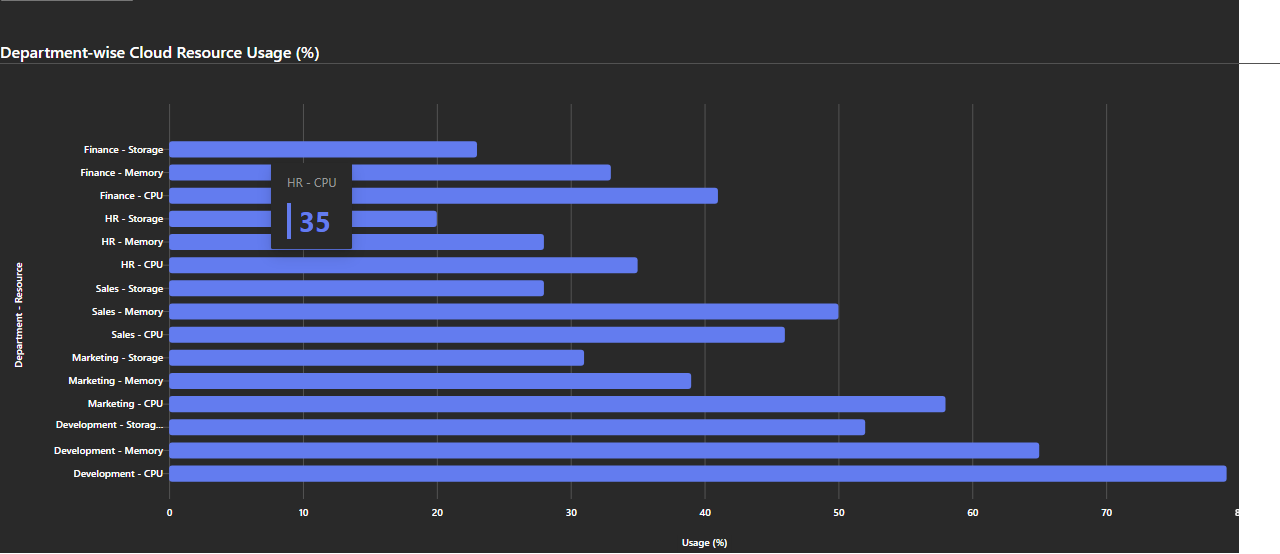 Department-wise Cloud Resource Usage (%)
Finance - Storage
Finance - Memory
HR - CPU
Finance - CPU
35
HR - Storage
HR - Memory
HR - CPU
Sales - Storage
Sales - Memory
Department - Resource
Sales - CPU
Marketing - Storage
Marketing - Memory
Marketing - CPU
Development - Storag...
Development - Memory
Development - CPU
0 10 20 30 40 50 60 70
Usage (%)